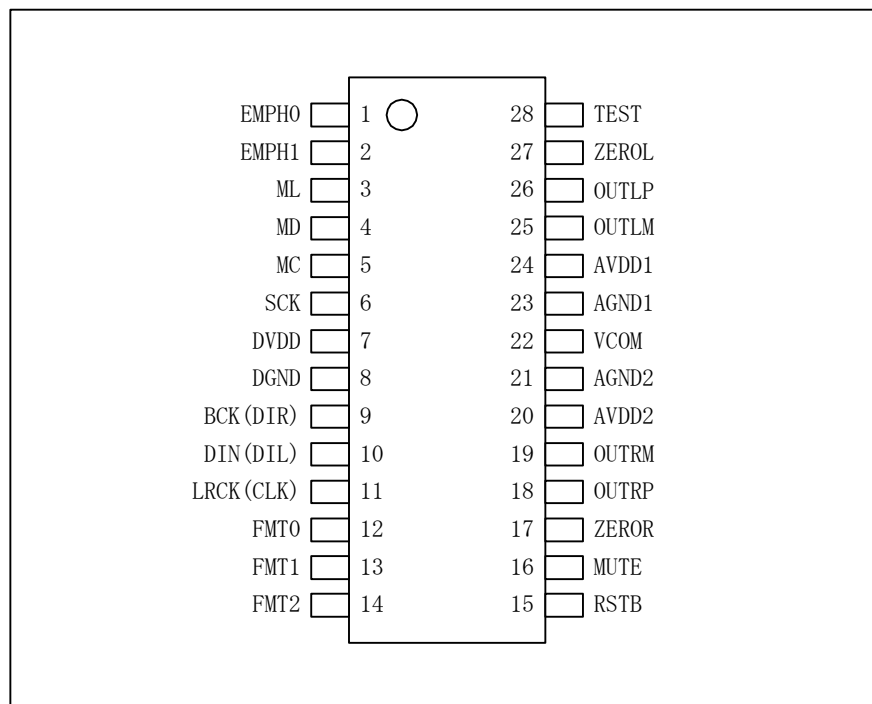 EMPH0 1 28 TEST
EMPH1 2 27 ZEROL
ML 3 26 OUTLP
MD 4 25 OUTLM
MC 5 24 AVDD1
SCK 6 23 AGND1
DVDD 7 22 VCOM
DGND 8 21 AGND2
BCK(DIR) 9 20 AVDD2
DIN(DIL) 10 19 OUTRM
LRCK(CLK) 11 18 OUTRP
FMT0 12 17 ZEROR
FMT1 13 16 MUTE
FMT2 14 15 RSTB